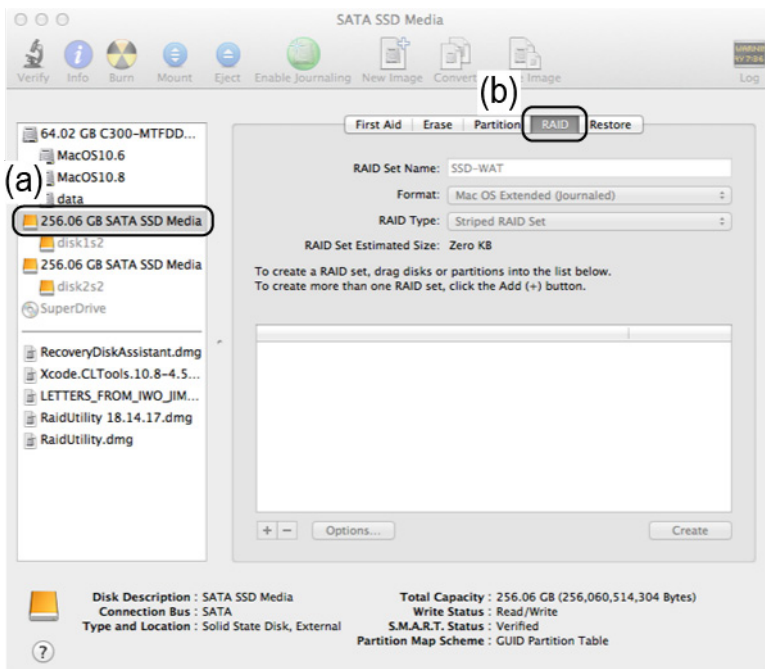 SATA SSD Media
Verify Info Burn Mount Eject Enable Journaling New Image Convert Image Log
(b)
First Aid Erase Partition RAID Restore
64.02 GB C300-MTFDD...
MacOS10.6
MacOS10.8
(a)
data
256.06 GB SATA SSD Media
disk1s2
256.06 GB SATA SSD Media
disk2s2
SuperDrive
RecoveryDiskAssistant.dmg
Xcode.CLTools.10.8-4.5...
LETTERS_FROM_IWO_JIM...
RaidUtility 18.14.17.dmg
RaidUtility.dmg
RAID Set Name: SSD-WAT
Format: Mac OS Extended (Journaled)
RAID Type: Striped RAID Set
RAID Set Estimated Size: Zero KB
To create a RAID set, drag disks or partitions into the list below.
To create more than one RAID set, click the Add (+) button.
+ − Options... Create
Disk Description : SATA SSD Media
Connection Bus : SATA
Type and Location : Solid State Disk, External
Total Capacity : 256.06 GB (256,060,514,304 Bytes)
Write Status : Read/Write
S.M.A.R.T. Status : Verified
Partition Map Scheme : GUID Partition Table
?